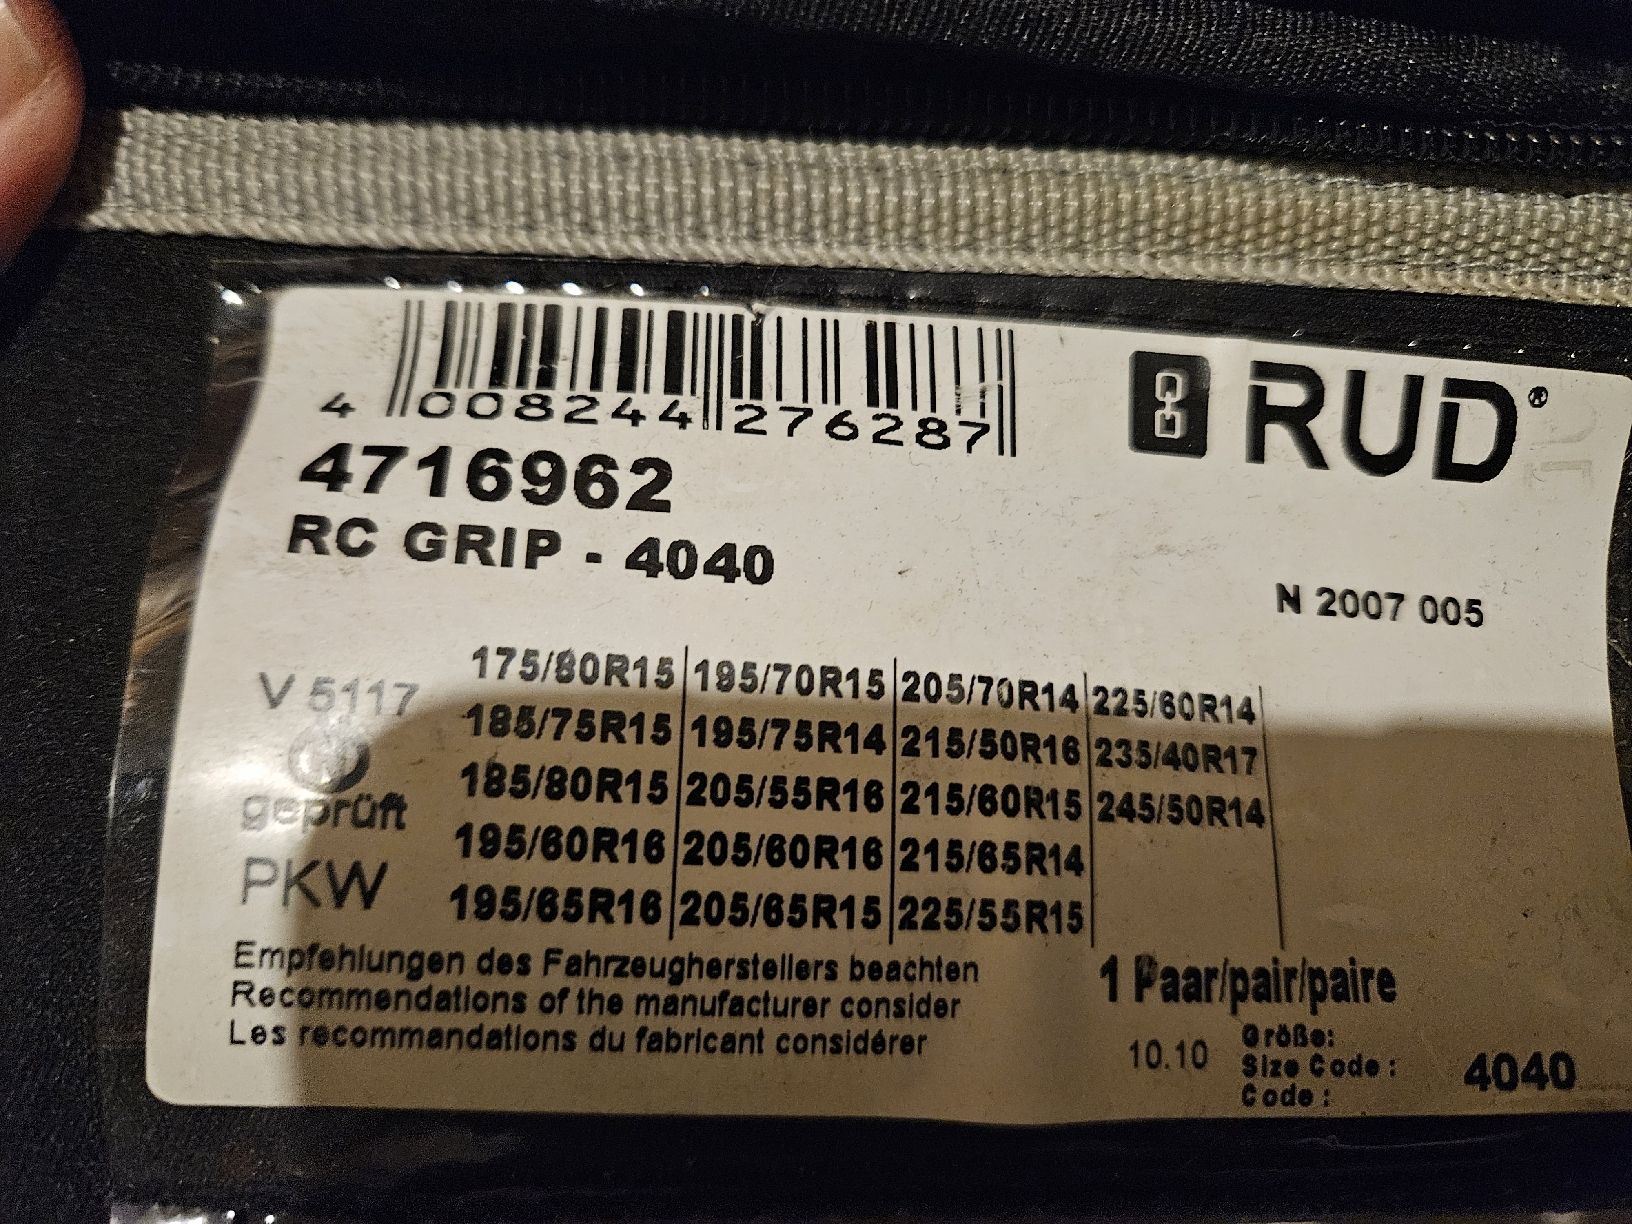 4 008244 276287
RUD®
4716962
RC GRIP - 4040
N 2007 005
V 5117
geprüft
PKW
175/80R15 195/70R15 205/70R14 225/60R14
185/75R15 195/75R14 215/50R16 235/40R17
185/80R15 205/55R16 215/60R15 245/50R14
195/60R16 205/60R16 215/65R14
195/65R16 205/65R15 225/55R15
Empfehlungen des Fahrzeugherstellers beachten
Recommendations of the manufacturer consider
Les recommandations du fabricant considérer
1 Paar/pair/paire
10.10
Größe:
Size Code : 4040
Code :